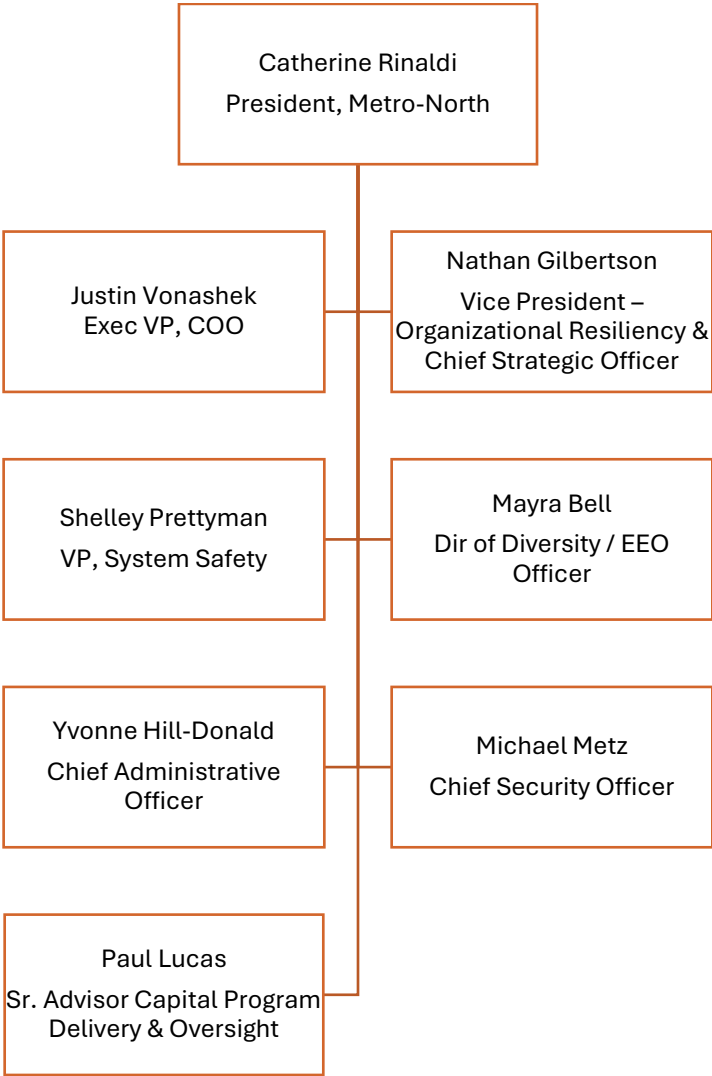 Catherine Rinaldi
President, Metro-North
Justin Vonashek
Exec VP, COO
Nathan Gilbertson
Vice President –
Organizational Resiliency &
Chief Strategic Officer
Shelley Prettyman
VP, System Safety
Mayra Bell
Dir of Diversity / EEO
Officer
Yvonne Hill-Donald
Chief Administrative
Officer
Michael Metz
Chief Security Officer
Paul Lucas
Sr. Advisor Capital Program
Delivery & Oversight